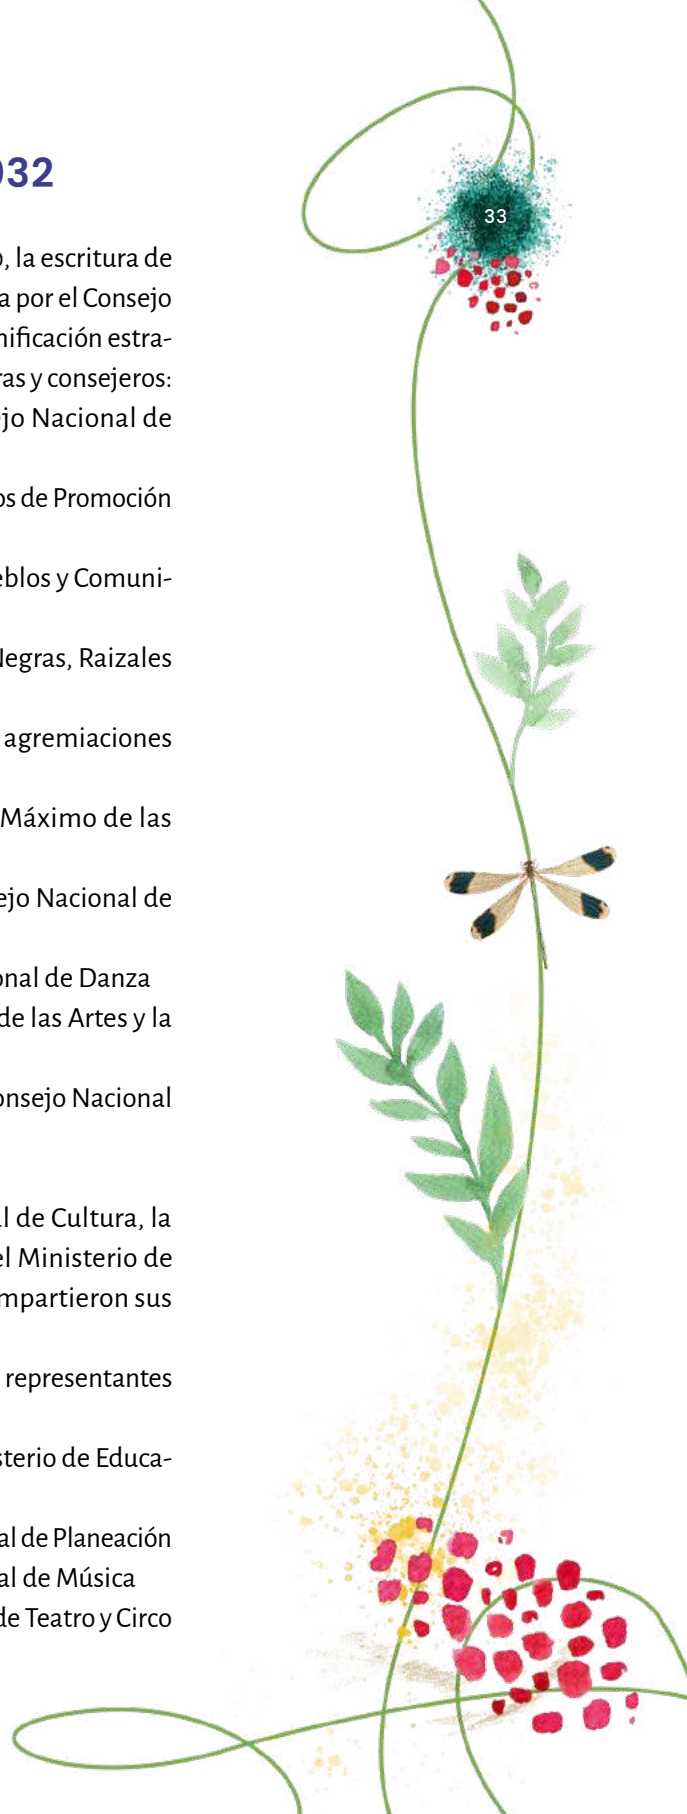 032
33
o, la escritura de
a por el Consejo
nificación estra-
ras y consejeros:
ejo Nacional de
os de Promoción
eblos y Comuni-
Negras, Raizales
agremiaciones
Máximo de las
ejo Nacional de
onal de Danza
de las Artes y la
onsejo Nacional
al de Cultura, la
el Ministerio de
mpartieron sus
representantes
sterio de Educa-
al de Planeación
al de Música
de Teatro y Circo